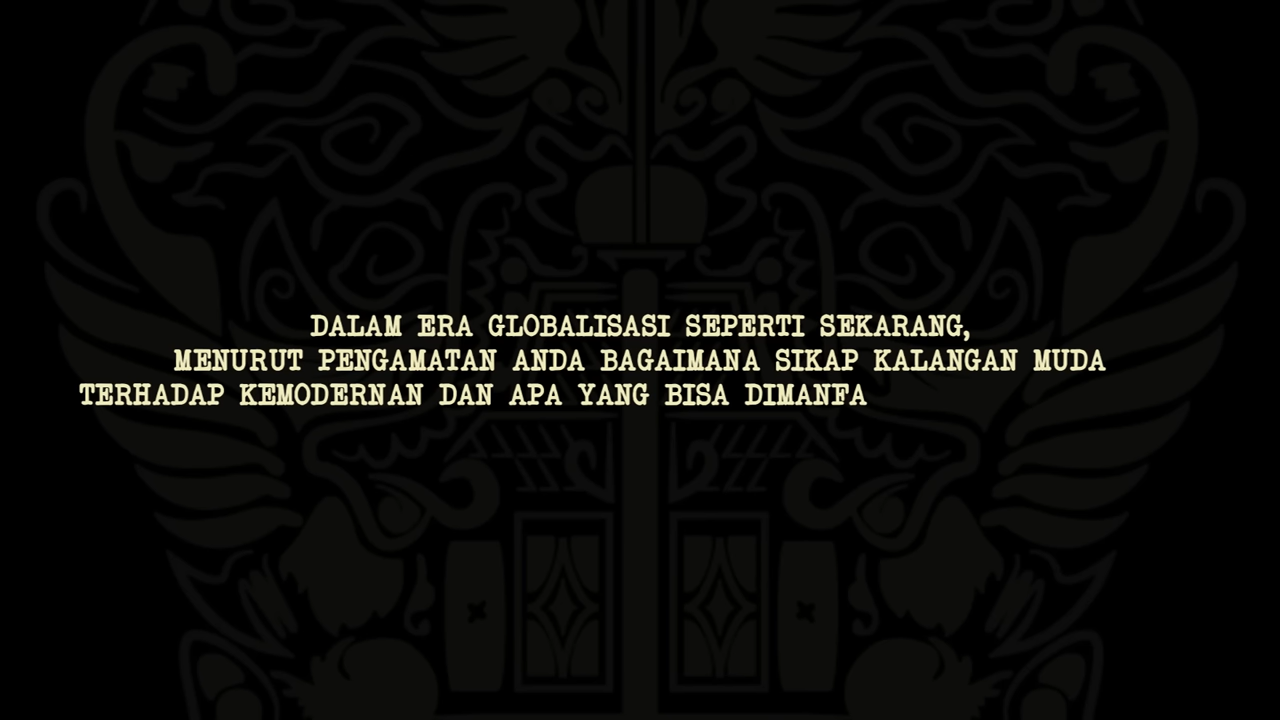 DALAM ERA GLOBALISASI SEPERTI SEKARANG,
MENURUT PENGAMATAN ANDA BAGAIMANA SIKAP KALANGAN MUDA
TERHADAP KEMODERNAN DAN APA YANG BISA DIMANFA